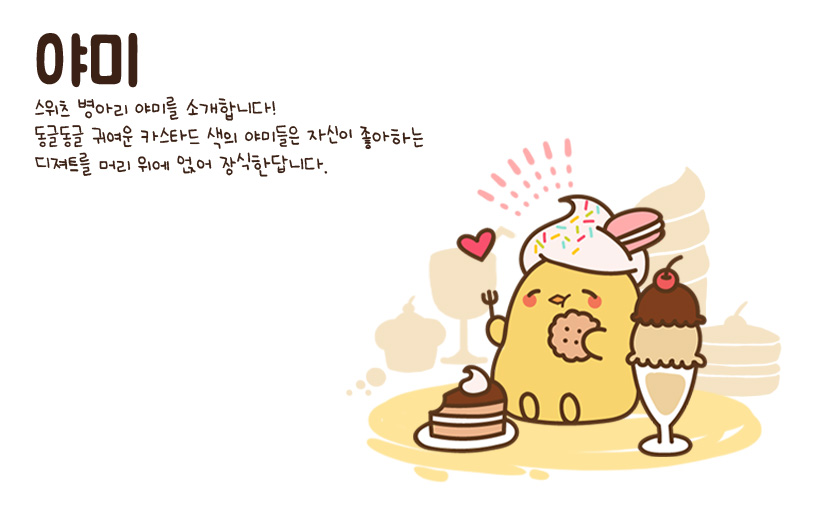 야미
스위츠 병아리 야미를 소개합니다!
동글동글 귀여운 카스타드 색의 야미들은 자신이 좋아하는
디져트를 머리 위에 얹어 장식한답니다.